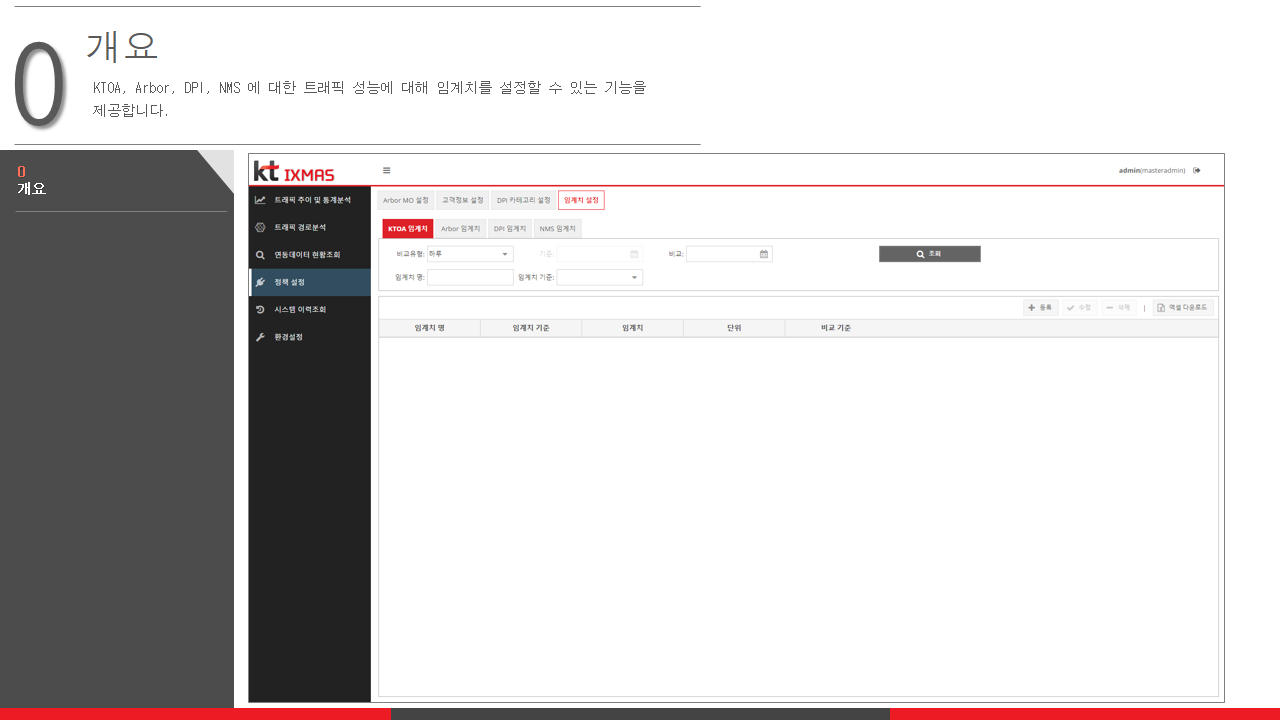 0
개요
KTOA, Arbor, DPI, NMS 에 대한 트래픽 성능에 대해 임계치를 설정할 수 있는 기능을
제공합니다.
0
개요
kt IXMAS
admin(masteradmin)
트래픽 추이 및 통계분석
트래픽 경로분석
연동데이터 현황조회
정책 설정
시스템 이력조회
환경설정
Arbor MO 설정 고객정보 설정 DPI 카테고리 설정 임계치 설정
KTOA 임계치 Arbor 임계치 DPI 임계치 NMS 임계치
비교유형: 하루 기준: 비교: 조회
임계치 명: 임계치 기준:
등록 수정 삭제 | 엑셀 다운로드
임계치 명 임계치 기준 임계치 단위 비교 기준